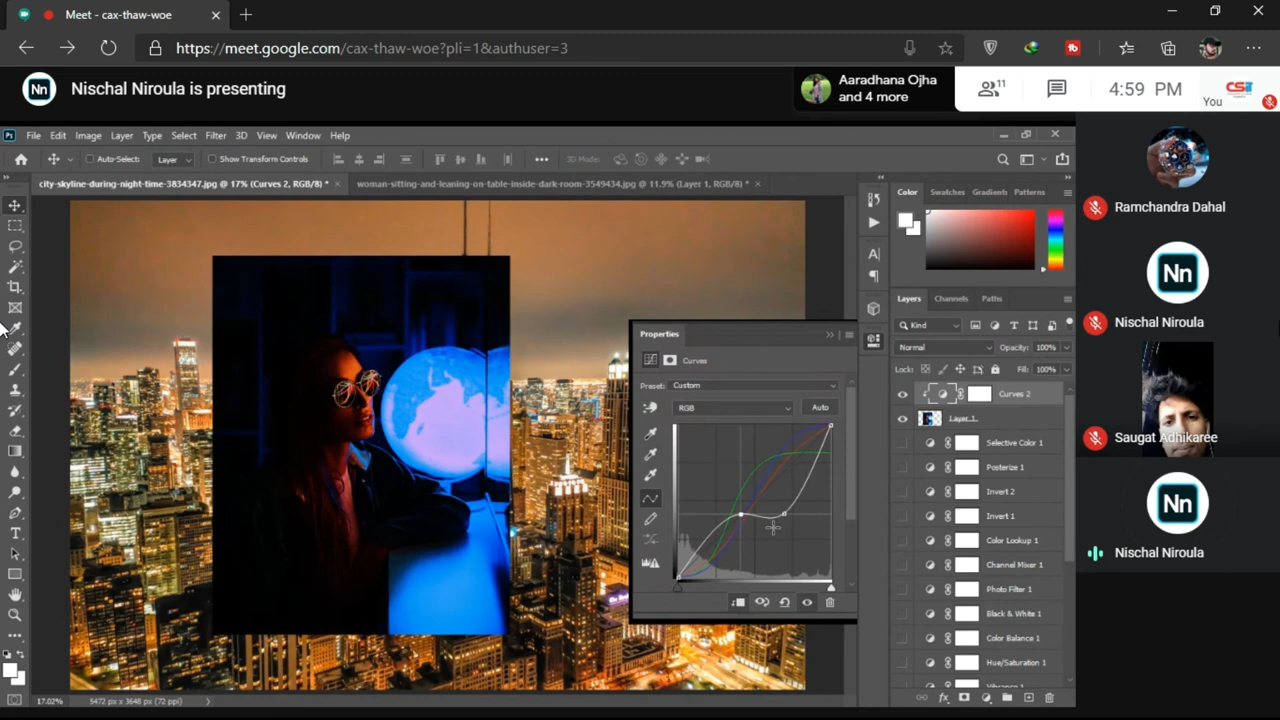 Meet - cax-thaw-woe
https://meet.google.com/cax-thaw-woe?pli=1&authuser=3
Nn
Nischal Niroula is presenting
Aaradhana Ojha
and 4 more
11
4:59 PM
You
CSiT
Ps
File Edit Image Layer Type Select Filter 3D View Window Help
Auto-Select: Layer Show Transform Controls
3D Mode:
city-skyline-during-night-time-3834347.jpg @ 17% (Curves 2, RGB/8) *
woman-sitting-and-leaning-on-table-inside-dark-room-3549434.jpg @ 11.9% (Layer 1, RGB/8) *
Color Swatches Gradients Patterns
Layers Channels Paths
Kind
Normal Opacity: 100%
Lock: Fill: 100%
Curves 2
Layer 1
Selective Color 1
Posterize 1
Invert 2
Invert 1
Color Lookup 1
Channel Mixer 1
Photo Filter 1
Black & White 1
Color Balance 1
Hue/Saturation 1
Vibrance 1
Properties
Curves
Preset: Custom
RGB Auto
17.02% 5472 px x 3648 px (72 ppi)
Ramchandra Dahal
Nn
Nischal Niroula
Saugat Adhikaree
Nn
Nischal Niroula